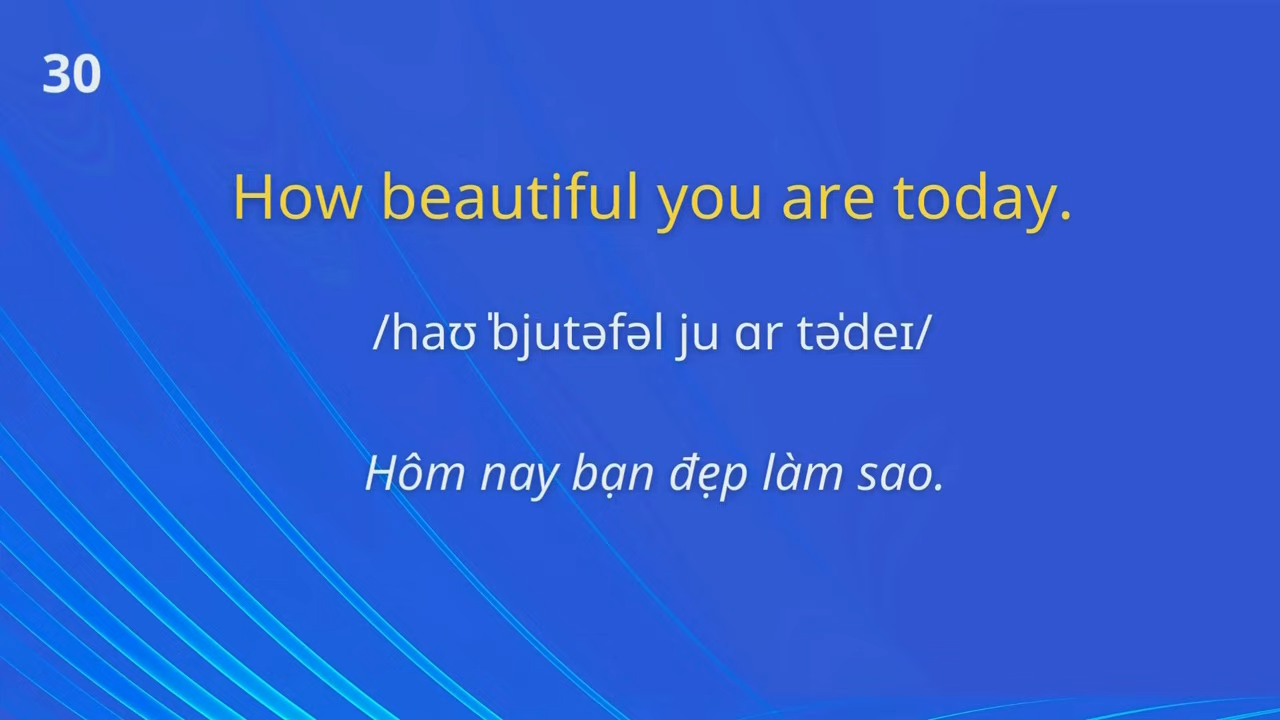 30
How beautiful you are today.
/haʊ ˈbjutəfəl ju ɑr təˈdeɪ/
Hôm nay bạn đẹp làm sao.